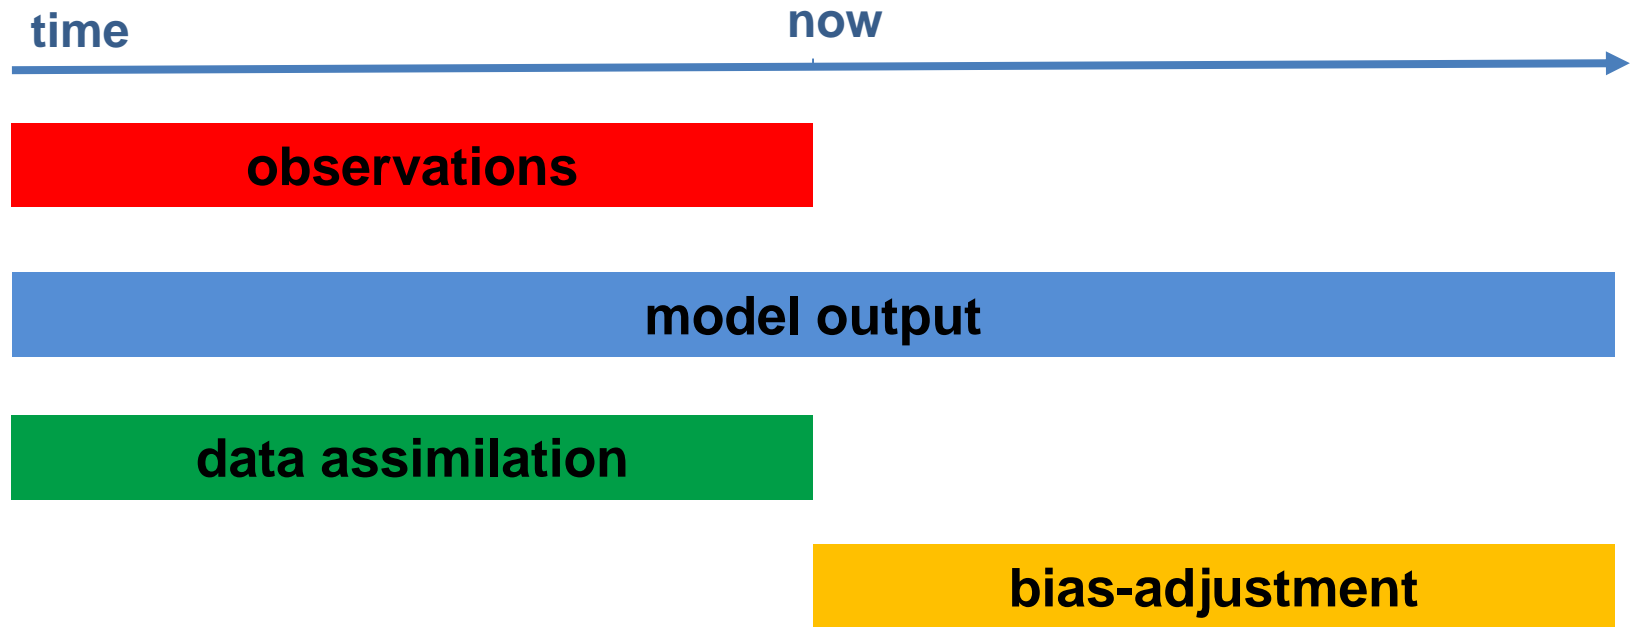 time
now
observations
model output
data assimilation
bias-adjustment